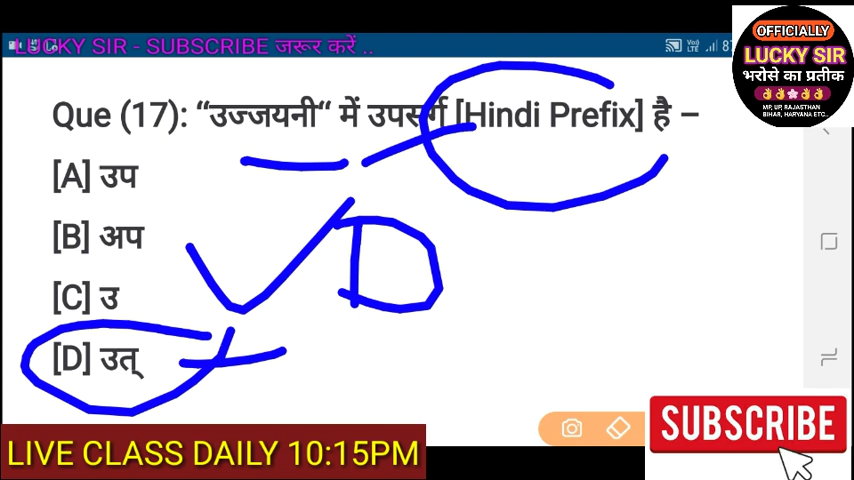 LUCKY SIR - SUBSCRIBE जरूर करें ..
OFFICIALLY
LUCKY SIR
भरोसे का प्रतीक
MP, UP, RAJASTHAN
BIHAR, HARYANA ETC..
Que (17): “उज्जयनी“ में उपसर्ग [Hindi Prefix] है –
[A] उप
[B] अप
[C] उ
[D] उत्
D
SUBSCRIBE
LIVE CLASS DAILY 10:15PM